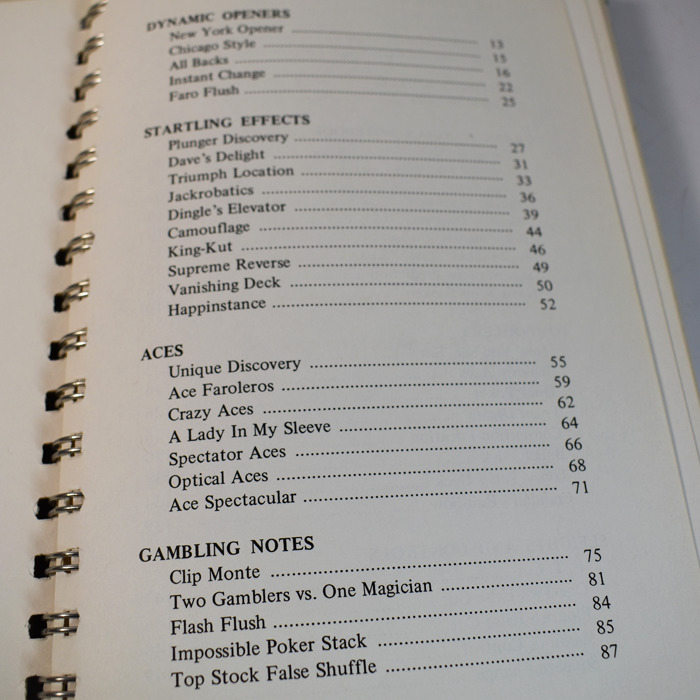 DYNAMIC OPENERS
New York Opener ........ 13
Chicago Style ........ 15
All Backs ........ 16
Instant Change ........ 22
Faro Flush ........ 25
STARTLING EFFECTS
Plunger Discovery ........ 27
Dave's Delight ........ 31
Triumph Location ........ 33
Jackrobatics ........ 36
Dingle's Elevator ........ 39
Camouflage ........ 44
King-Kut ........ 46
Supreme Reverse ........ 49
Vanishing Deck ........ 50
Happinstance ........ 52
ACES
Unique Discovery ........ 55
Ace Faroleros ........ 59
Crazy Aces ........ 62
A Lady In My Sleeve ........ 64
Spectator Aces ........ 66
Optical Aces ........ 68
Ace Spectacular ........ 71
GAMBLING NOTES
Clip Monte ........ 75
Two Gamblers vs. One Magician ........ 81
Flash Flush ........ 84
Impossible Poker Stack ........ 85
Top Stock False Shuffle ........ 87